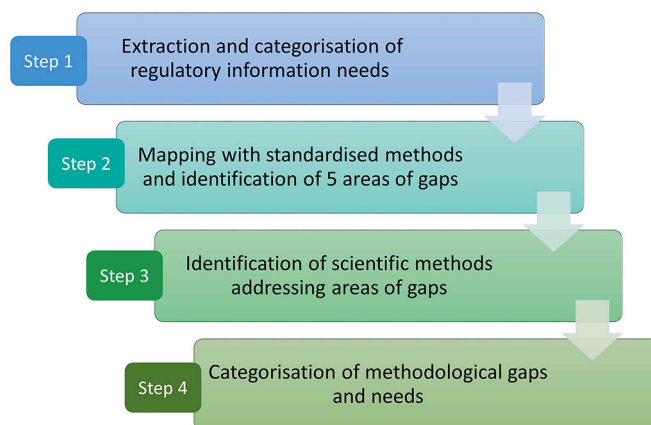 Step 1
Extraction and categorisation of
regulatory information needs
Step 2
Mapping with standardised methods
and identification of 5 areas of gaps
Step 3
Identification of scientific methods
addressing areas of gaps
Step 4
Categorisation of methodological gaps
and needs